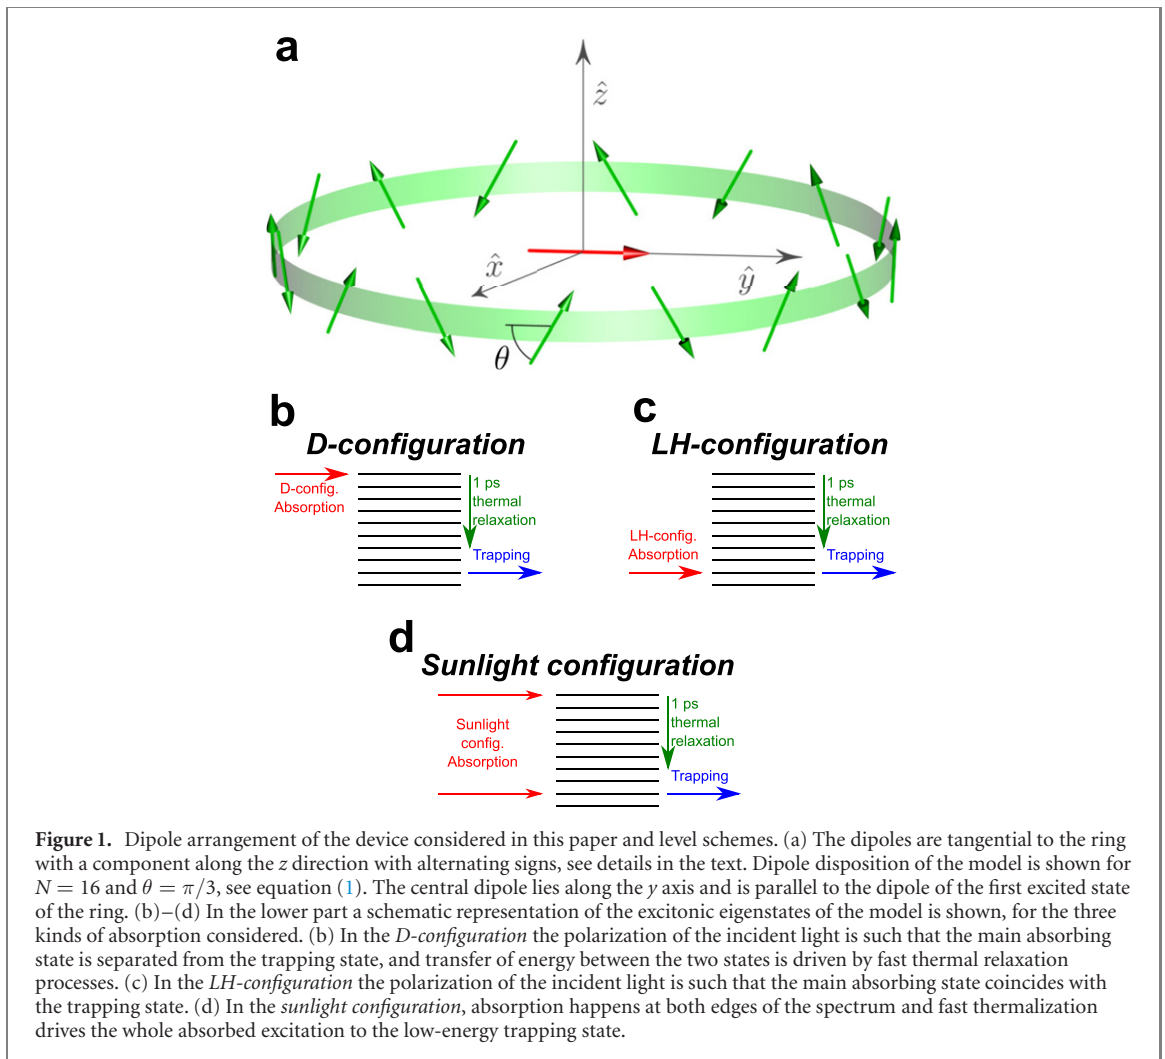 a
ẑ
x̂
ŷ
θ
b
D-configuration
D-config.
Absorption
1 ps
thermal
relaxation
Trapping
c
LH-configuration
LH-config.
Absorption
1 ps
thermal
relaxation
Trapping
d
Sunlight configuration
Sunlight
config.
Absorption
1 ps
thermal
relaxation
Trapping
Figure 1. Dipole arrangement of the device considered in this paper and level schemes. (a) The dipoles are tangential to the ring
with a component along the z direction with alternating signs, see details in the text. Dipole disposition of the model is shown for
N = 16 and θ = π/3, see equation (1). The central dipole lies along the y axis and is parallel to the dipole of the first excited state
of the ring. (b)–(d) In the lower part a schematic representation of the excitonic eigenstates of the model is shown, for the three
kinds of absorption considered. (b) In the D-configuration the polarization of the incident light is such that the main absorbing
state is separated from the trapping state, and transfer of energy between the two states is driven by fast thermal relaxation
processes. (c) In the LH-configuration the polarization of the incident light is such that the main absorbing state coincides with
the trapping state. (d) In the sunlight configuration, absorption happens at both edges of the spectrum and fast thermalization
drives the whole absorbed excitation to the low-energy trapping state.